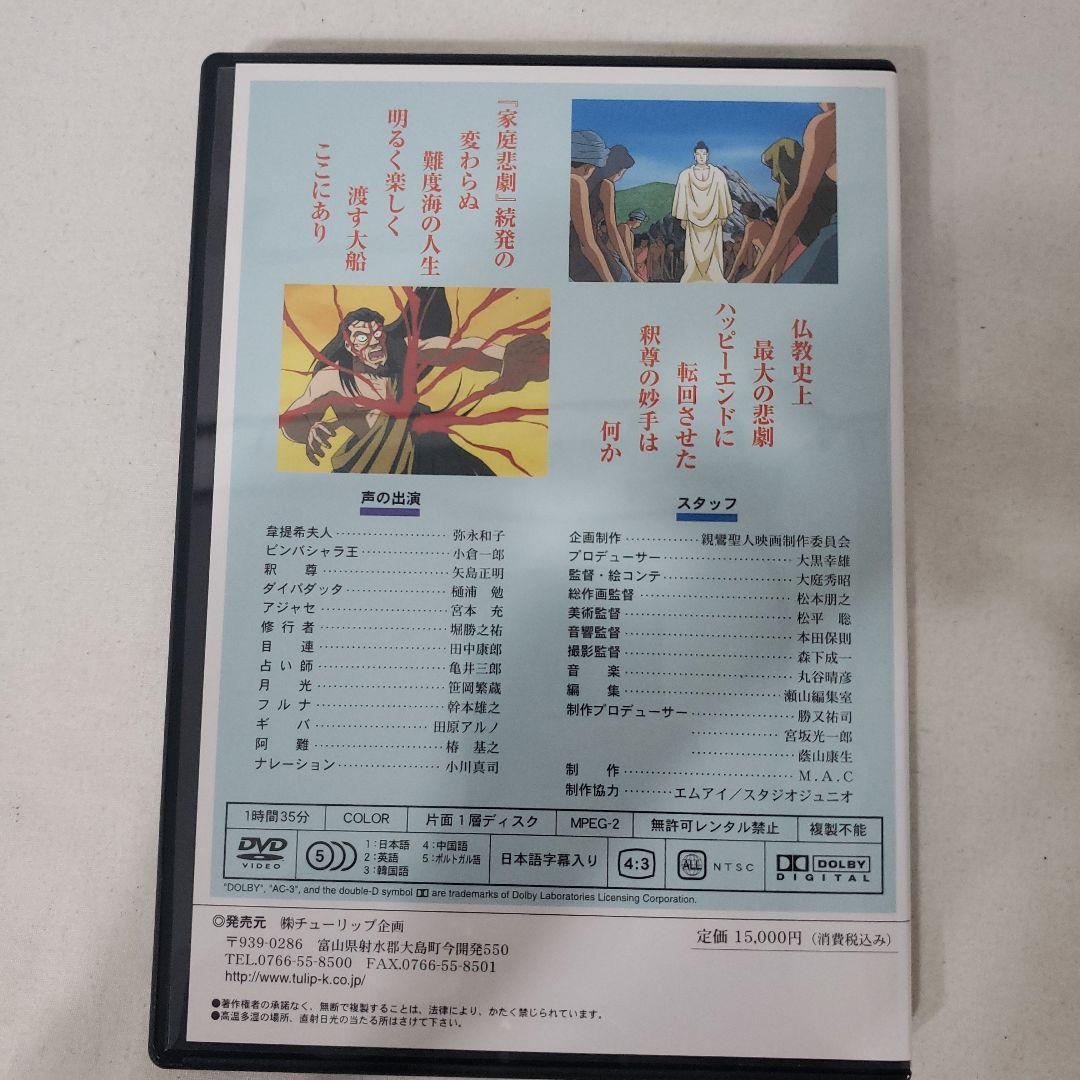 仏教史上
最大の悲劇
ハッピーエンドに
転回させた
釈尊の妙手は
何か
『家庭悲劇』続発の
変わらぬ
難度海の人生
明るく楽しく
渡す大船
ここにあり
声の出演
韋提希夫人 弥永和子
ビンバシャラ王 小倉一郎
釈尊 矢島正明
ダイバダッタ 樋浦 勉
アジャセ 宮本 充
修行者 堀勝之祐
目連 田中康郎
占い師 亀井三郎
月光 笹岡繁蔵
フルナ 幹本雄之
ギバ 田原アルノ
阿難 椿 基之
ナレーション 小川真司
スタッフ
企画制作 親鸞聖人映画制作委員会
プロデューサー 大黒幸雄
監督・絵コンテ 大庭秀昭
総作画監督 松本朋之
美術監督 松平 聡
音響監督 本田保則
撮影監督 森下成一
音楽 丸谷晴彦
編集 瀬山編集室
制作プロデューサー 勝又祐司
宮坂光一郎
蔭山康生
制作 M.A.C
制作協力 エムアイ／スタジオジュニオ
1時間35分 COLOR 片面1層ディスク MPEG-2 無許可レンタル禁止 複製不能
DVD VIDEO 5 1:日本語 4:中国語
2:英語 5:ポルトガル語
3:韓国語
日本語字幕入り 4:3 ALL NTSC DOLBY DIGITAL
"DOLBY", "AC-3", and the double-D symbol are trademarks of Dolby Laboratories Licensing Corporation.
◎発売元 ㈱チューリップ企画
〒939-0286 富山県射水郡大島町今開発550
TEL.0766-55-8500 FAX.0766-55-8501
http://www.tulip-k.co.jp/
定価 15,000円（消費税込み）
●著作権者の承諾なく、無断で複製することは、法律により、かたく禁じられています。
●高温多湿の場所、直射日光の当たる所はさけて下さい。